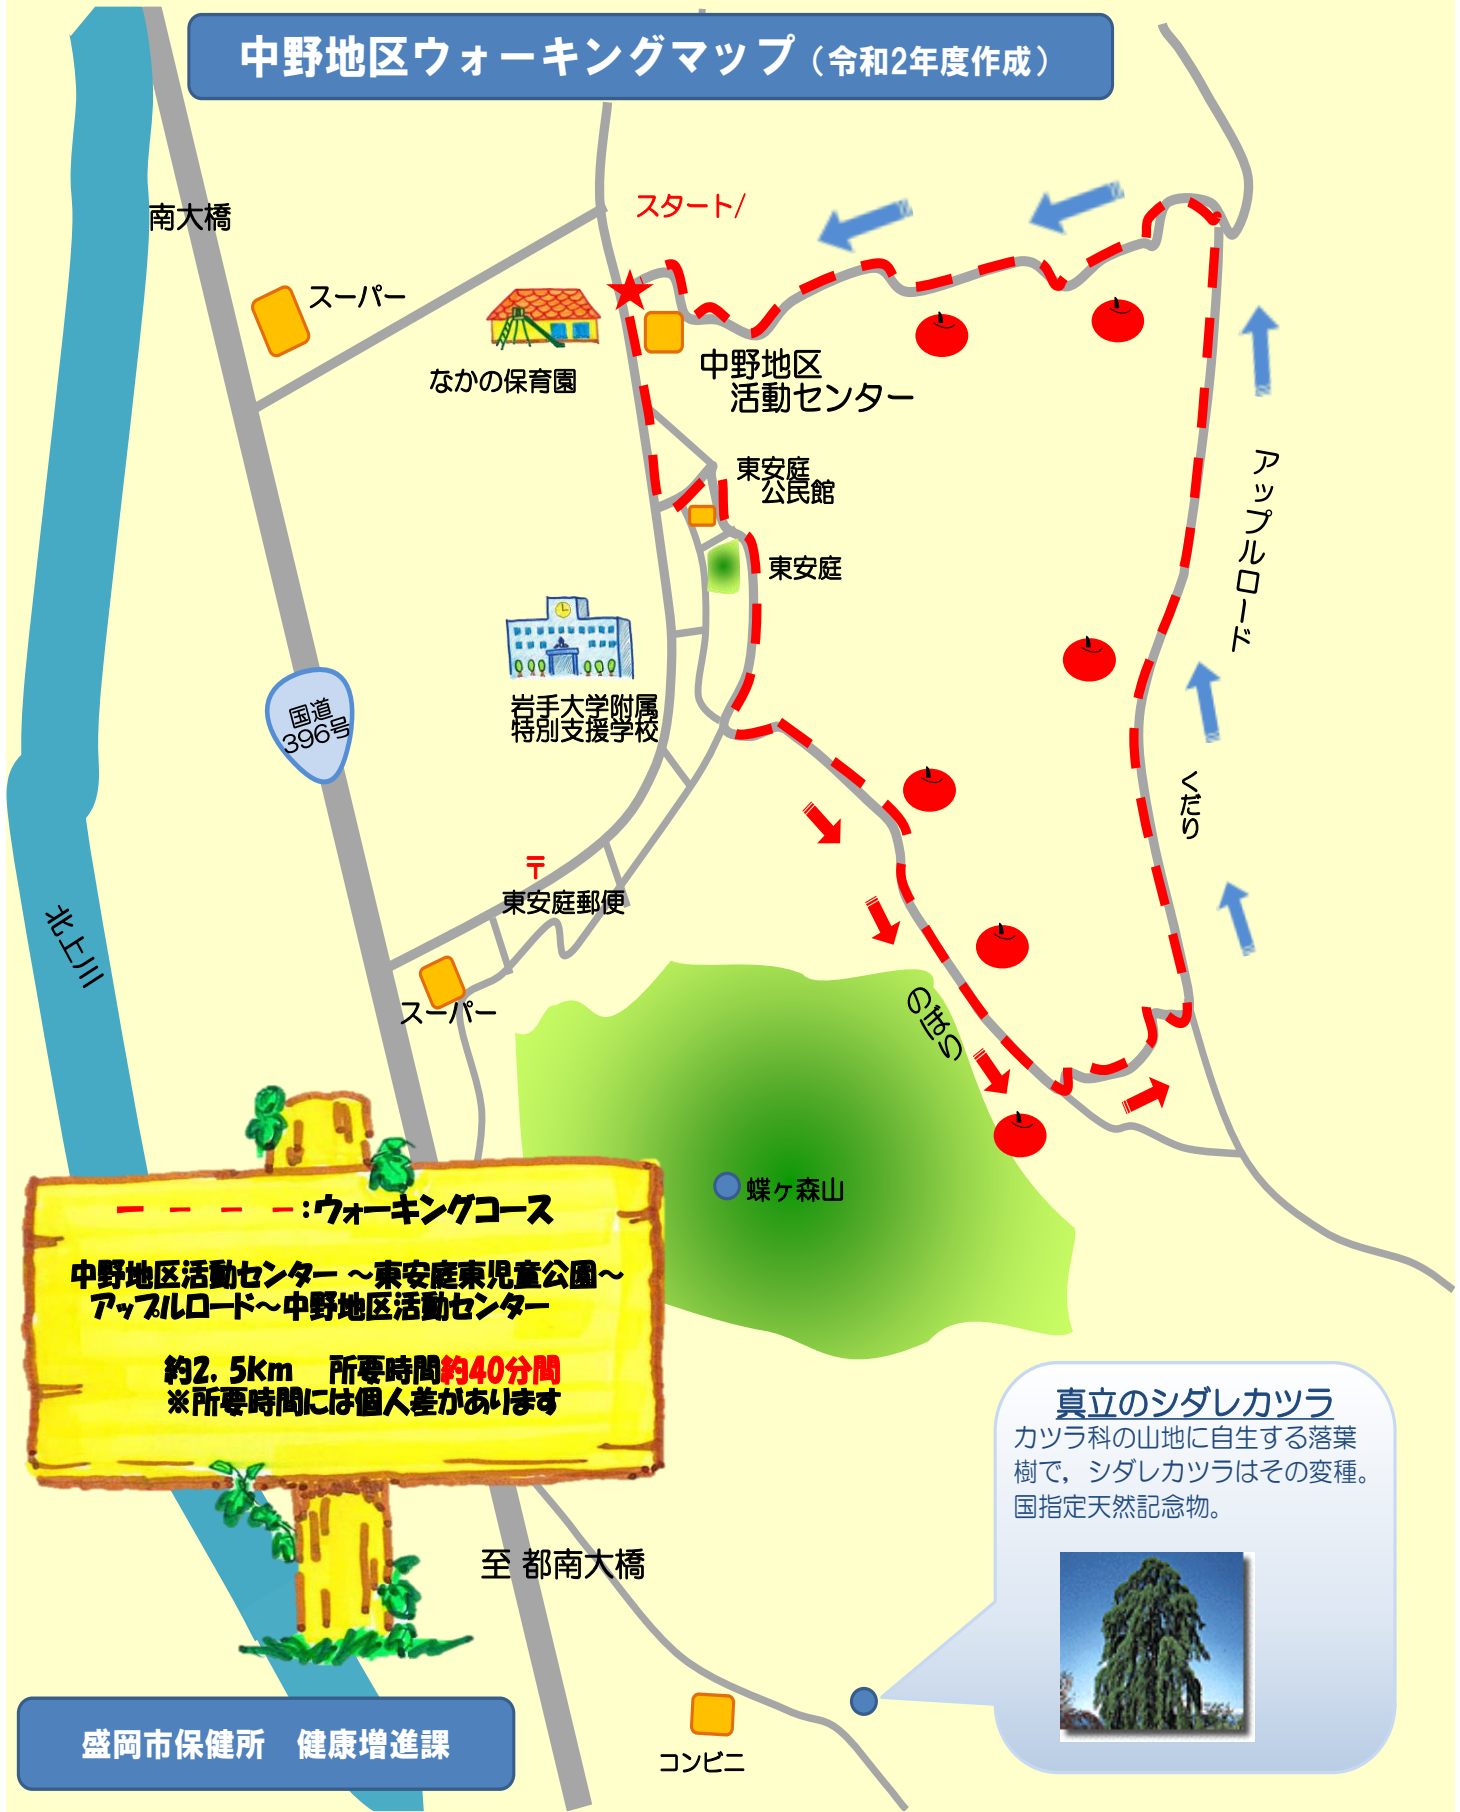 中野地区ウォーキングマップ（令和2年度作成）
南大橋
スタート/
スーパー
なかの保育園
中野地区
活動センター
東安庭
公民館
東安庭
アップルロード
岩手大学附属
特別支援学校
国道
396号
くだり
〒
東安庭郵便
北上川
スーパー
のぼり
蝶ヶ森山
:ウォーキングコース
中野地区活動センター ～東安庭東児童公園～
アップルロード～中野地区活動センター
約2, 5km　所要時間約40分間
※所要時間には個人差があります
真立のシダレカツラ
カツラ科の山地に自生する落葉
樹で，シダレカツラはその変種。
国指定天然記念物。
至 都南大橋
コンビニ
盛岡市保健所　健康増進課